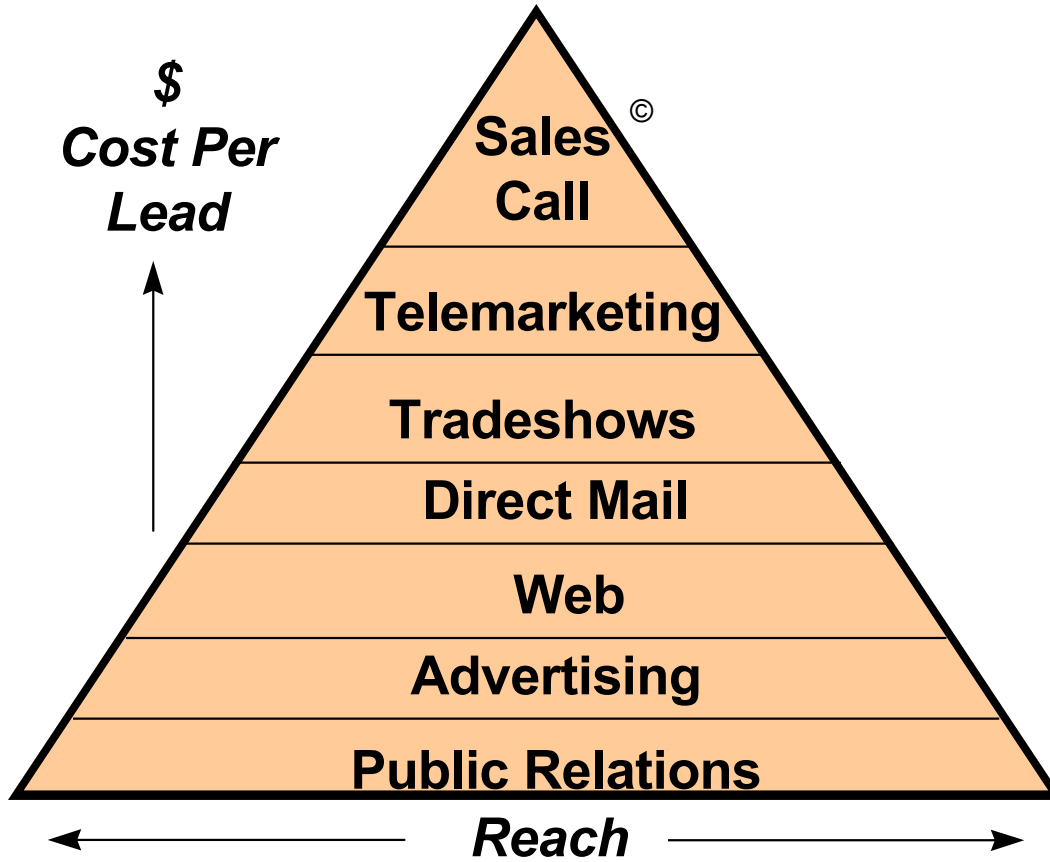 $
Cost Per
Lead
©
Sales
Call
Telemarketing
Tradeshows
Direct Mail
Web
Advertising
Public Relations
Reach